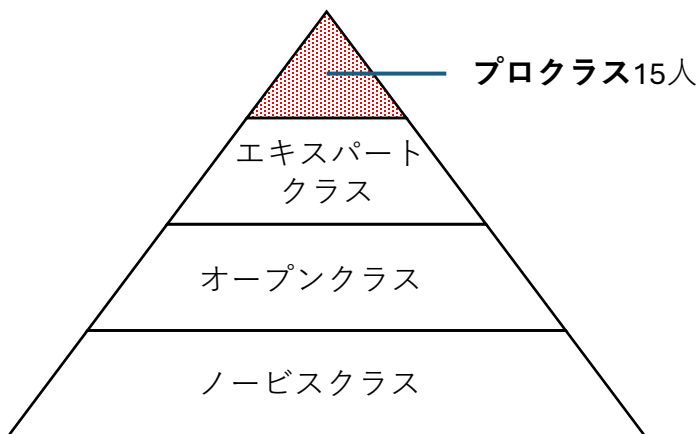 プロクラス15人
エキスパート
クラス
オープンクラス
ノービスクラス